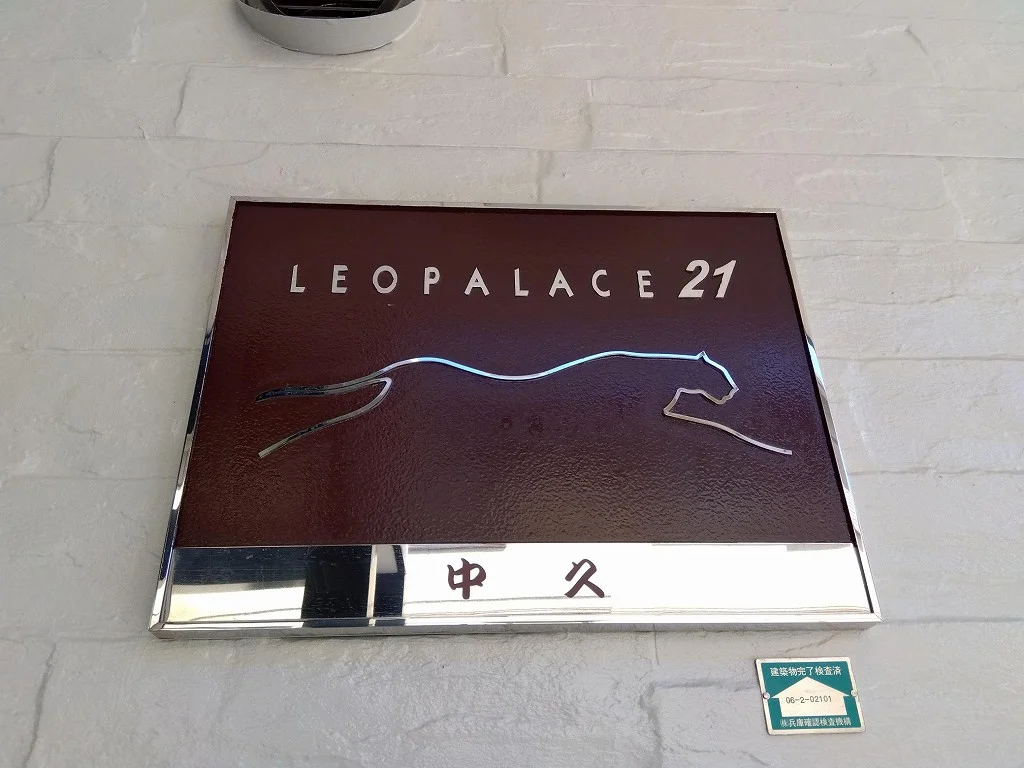 LEOPALACE 21
中久
建築物完了検査済
06-2-02101
㈱兵庫確認検査機構